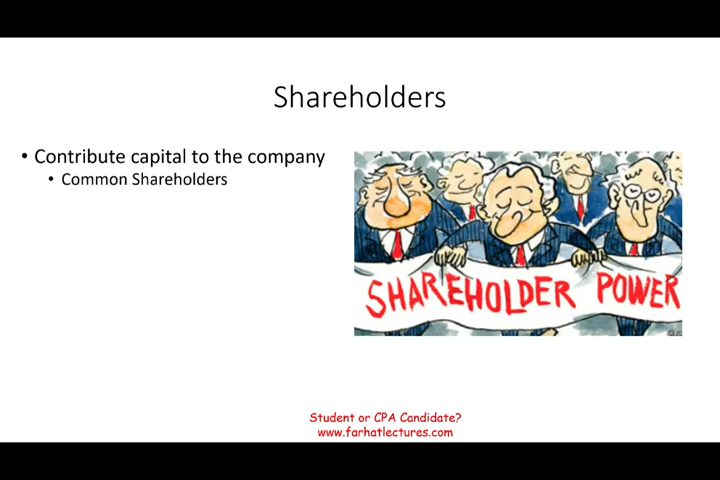 Shareholders
• Contribute capital to the company
• Common Shareholders
SHAREHOLDER POWER
Student or CPA Candidate?
www.farhatlectures.com